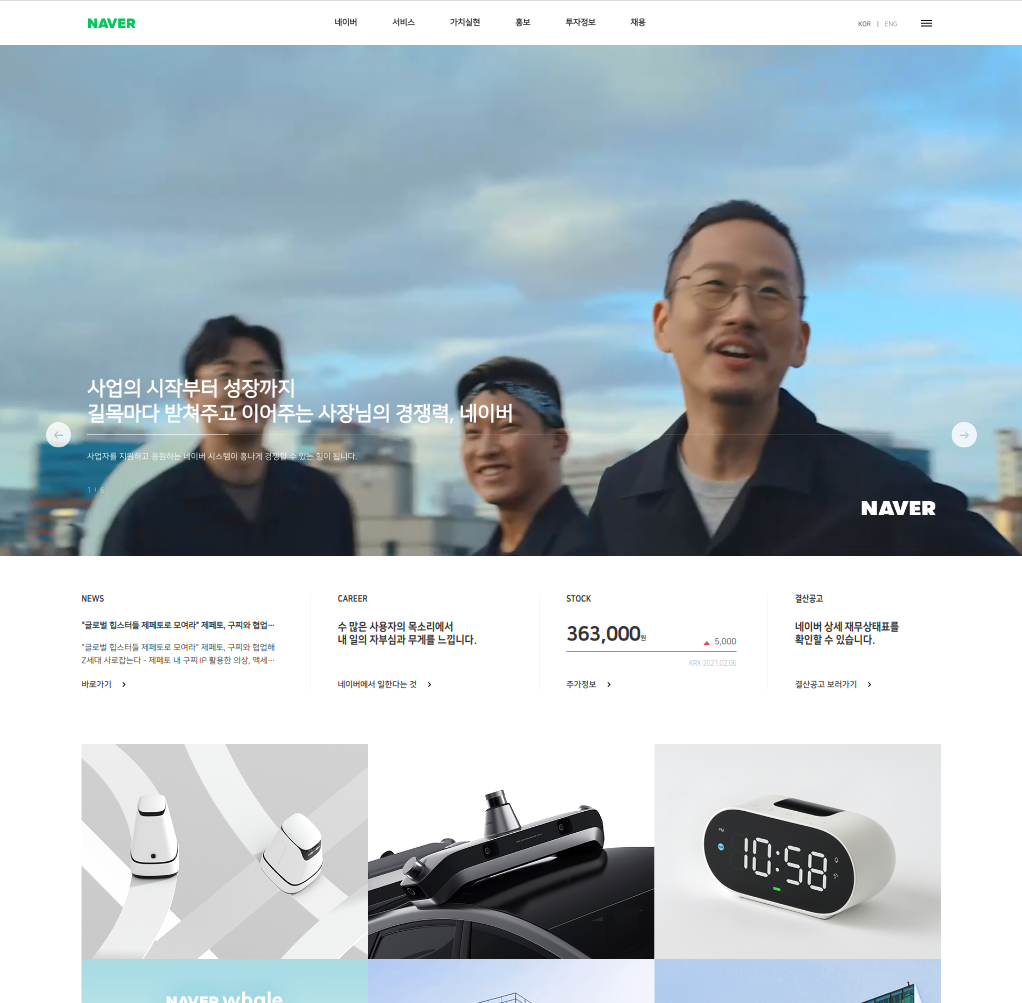 NAVER
네이버 서비스 가치실현 홍보 투자정보 채용
KOR | ENG
사업의 시작부터 성장까지
길목마다 받쳐주고 이어주는 사장님의 경쟁력, 네이버
사업자를 지원하고 응원하는 네이버 시스템이 흥나게 경쟁할 수 있는 힘이 됩니다.
NAVER
NEWS
"글로벌 힙스터들 제페토로 모여라" 제페토, 구찌와 협업…
"글로벌 힙스터들 제페토로 모여라" 제페토, 구찌와 협업해
Z세대 사로잡는다 - 제페토 내 구찌 IP 활용한 의상, 액세…
바로가기
CAREER
수 많은 사용자의 목소리에서
내 일의 자부심과 무게를 느낍니다.
네이버에서 일한다는 것
STOCK
363,000원
▲ 5,000
KRX 2021.02.06
주가정보
결산공고
네이버 상세 재무상태표를
확인할 수 있습니다.
결산공고 보러가기
PM
10:58
NAVER whale